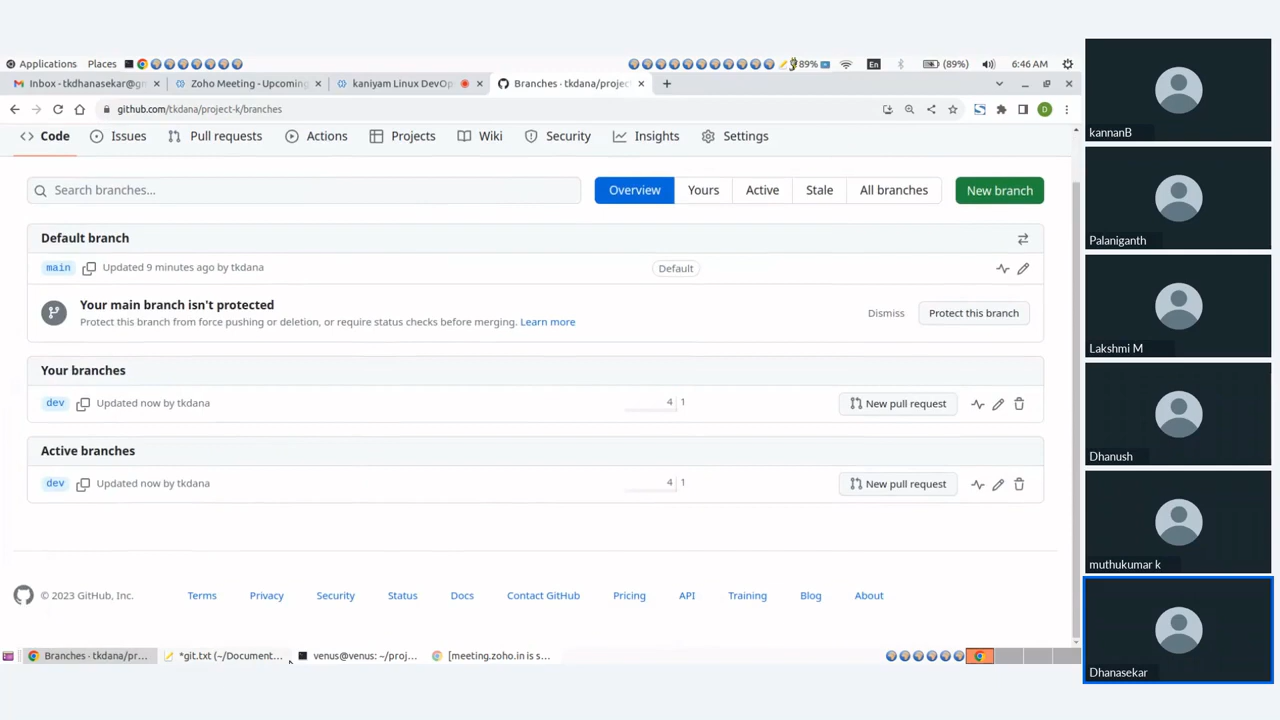 Applications Places 89% En (89%) 6:46 AM
Inbox - tkdhanasekar@gm Zoho Meeting - Upcoming kaniyam Linux DevOp Branches · tkdana/project
github.com/tkdana/project-k/branches D
Code Issues Pull requests Actions Projects Wiki Security Insights Settings
Search branches... Overview Yours Active Stale All branches New branch
Default branch
main Updated 9 minutes ago by tkdana Default
Your main branch isn't protected
Protect this branch from force pushing or deletion, or require status checks before merging. Learn more Dismiss Protect this branch
Your branches
dev Updated now by tkdana 4 1 New pull request
Active branches
dev Updated now by tkdana 4 1 New pull request
© 2023 GitHub, Inc. Terms Privacy Security Status Docs Contact GitHub Pricing API Training Blog About
Branches · tkdana/pr... *git.txt (~/Document... venus@venus: ~/proj... [meeting.zoho.in is s...
kannanB
Palaniganth
Lakshmi M
Dhanush
muthukumar k
Dhanasekar